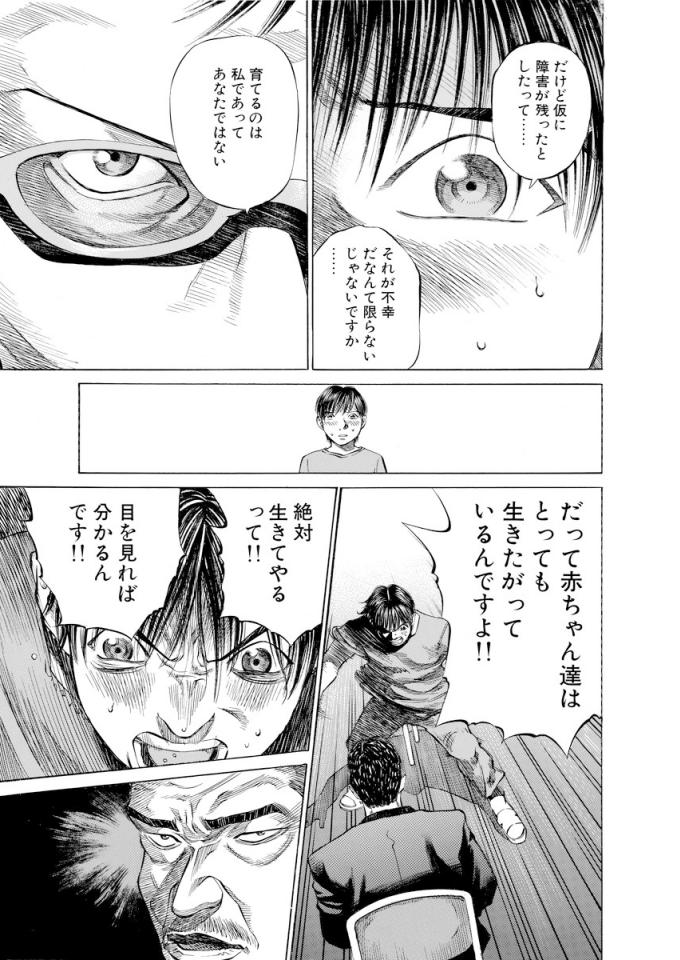 だけど仮に
障害が残ったと
したって……
それが不幸
だなんて限らない
じゃないですか
……
育てるのは
私であって
あなたではない
だって赤ちゃん達は
とっても
生きたがって
いるんですよ!!
絶対
生きてやる
って!!
目を見れば
分かるん
です!!